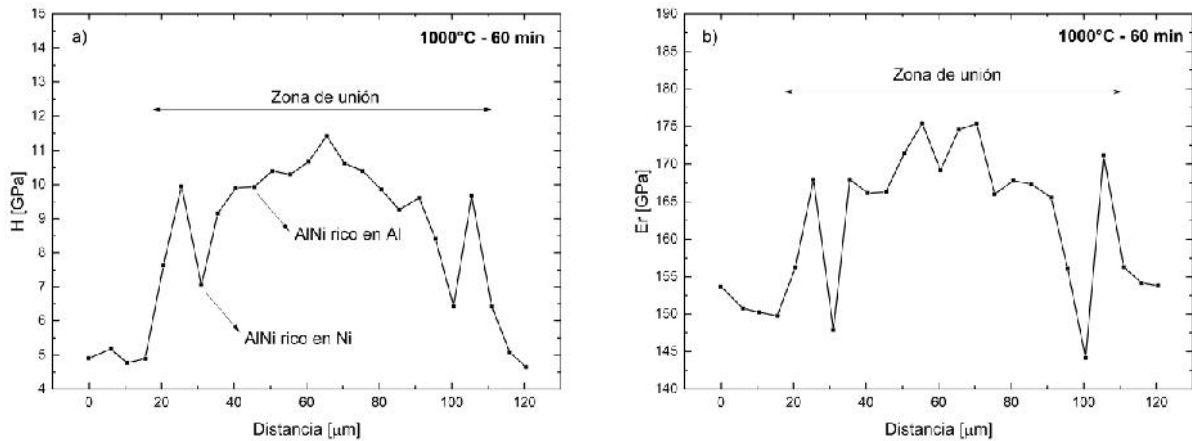 a)
1000°C - 60 min
Zona de unión
AlNi rico en Al
AlNi rico en Ni
H [GPa]
15
14
13
12
11
10
9
8
7
6
5
4
0 20 40 60 80 100 120
Distancia [μm]
b)
1000°C - 60 min
Zona de unión
Er [GPa]
190
185
180
175
170
165
160
155
150
145
140
0 20 40 60 80 100 120
Distancia [μm]